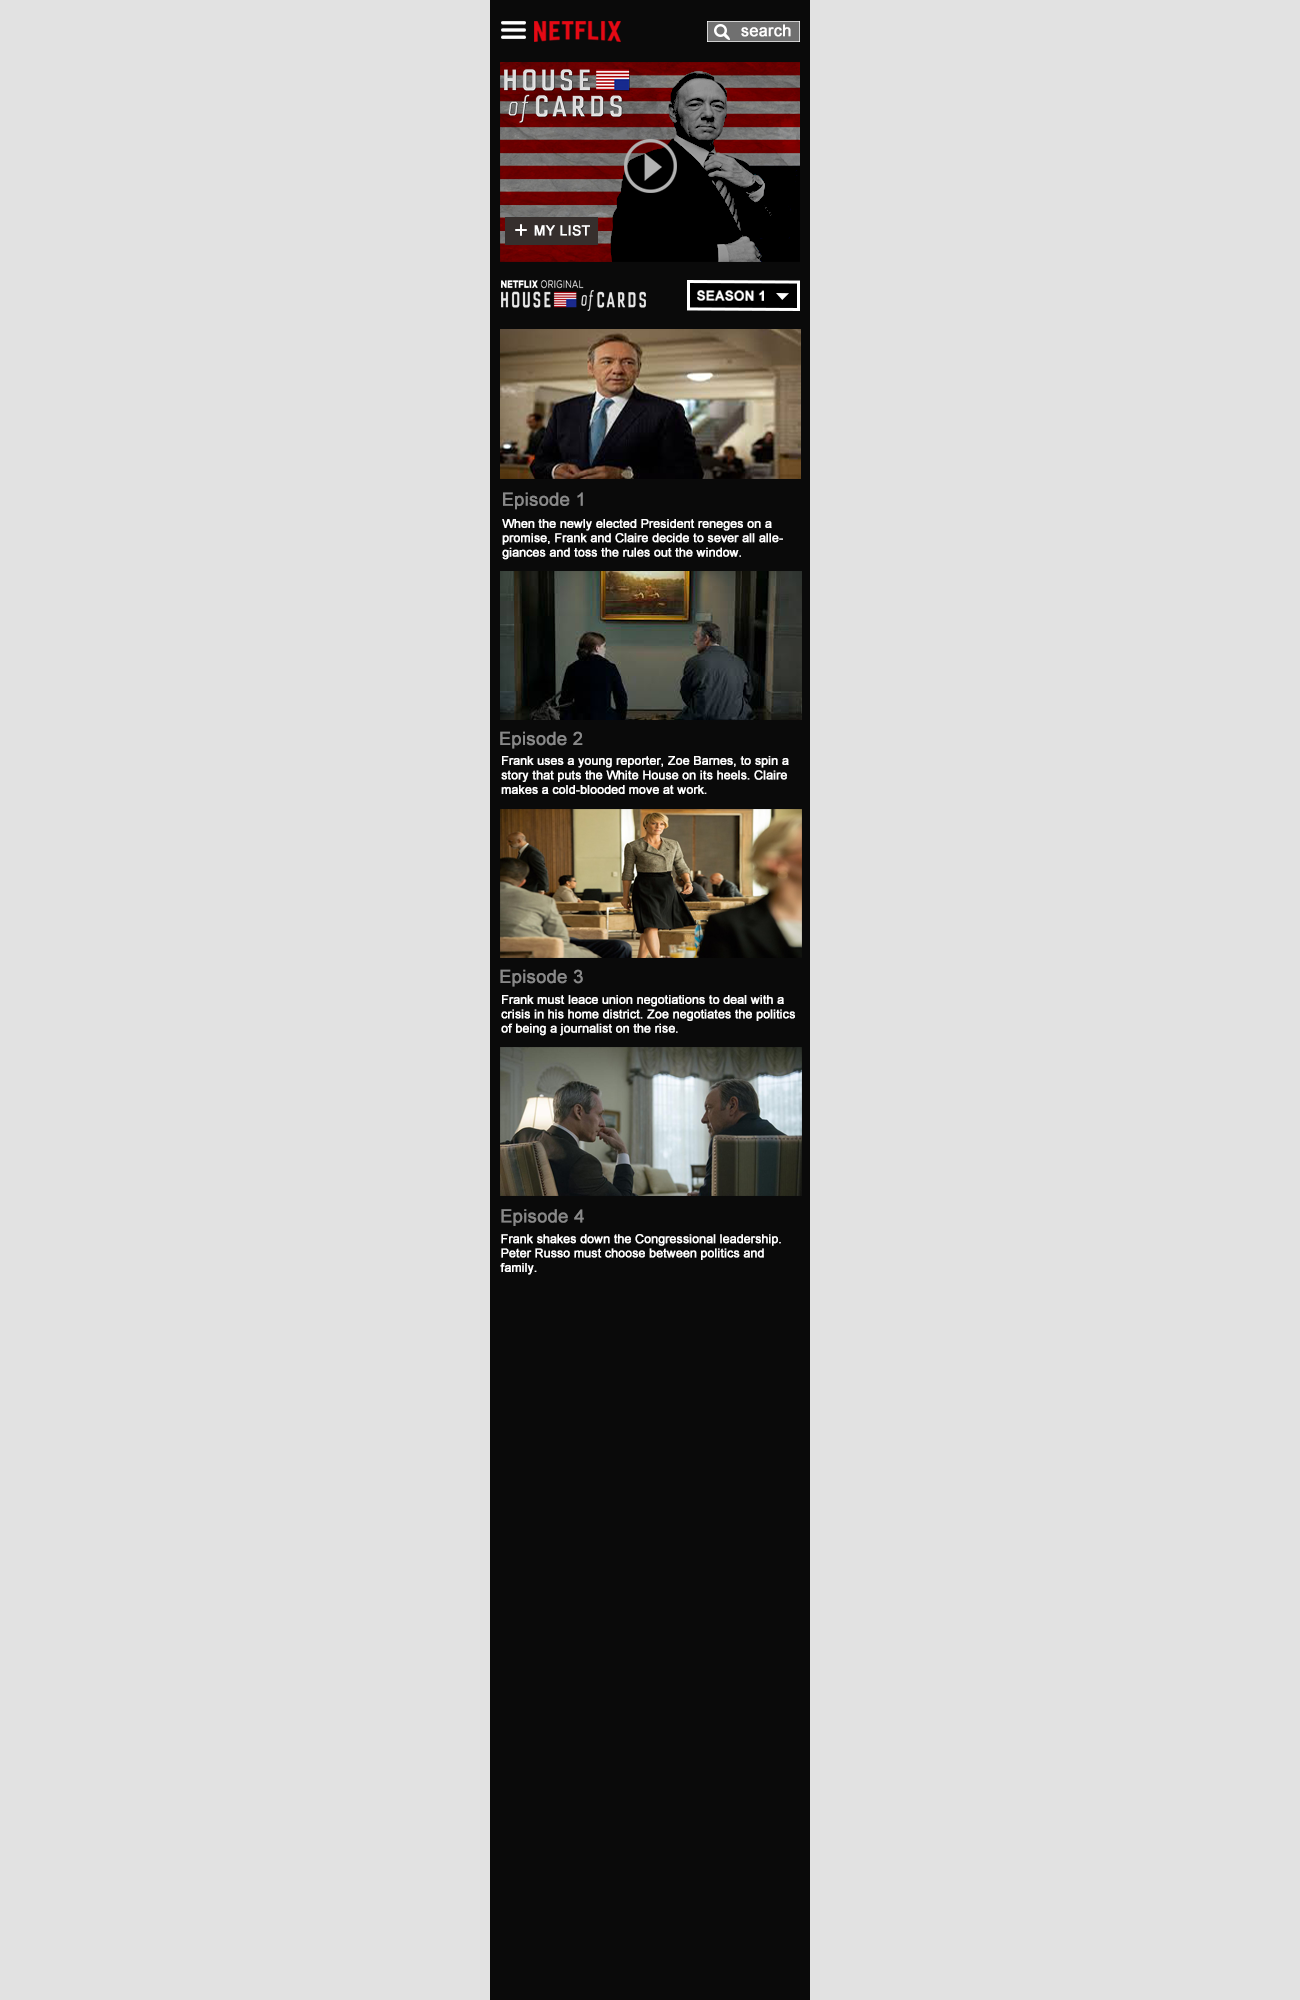 NETFLIX
search
HOUSE
of CARDS
+ MY LIST
NETFLIX ORIGINAL
HOUSE of CARDS
SEASON 1
Episode 1
When the newly elected President reneges on a
promise, Frank and Claire decide to sever all alle-
giances and toss the rules out the window.
Episode 2
Frank uses a young reporter, Zoe Barnes, to spin a
story that puts the White House on its heels. Claire
makes a cold-blooded move at work.
Episode 3
Frank must leace union negotiations to deal with a
crisis in his home district. Zoe negotiates the politics
of being a journalist on the rise.
Episode 4
Frank shakes down the Congressional leadership.
Peter Russo must choose between politics and
family.